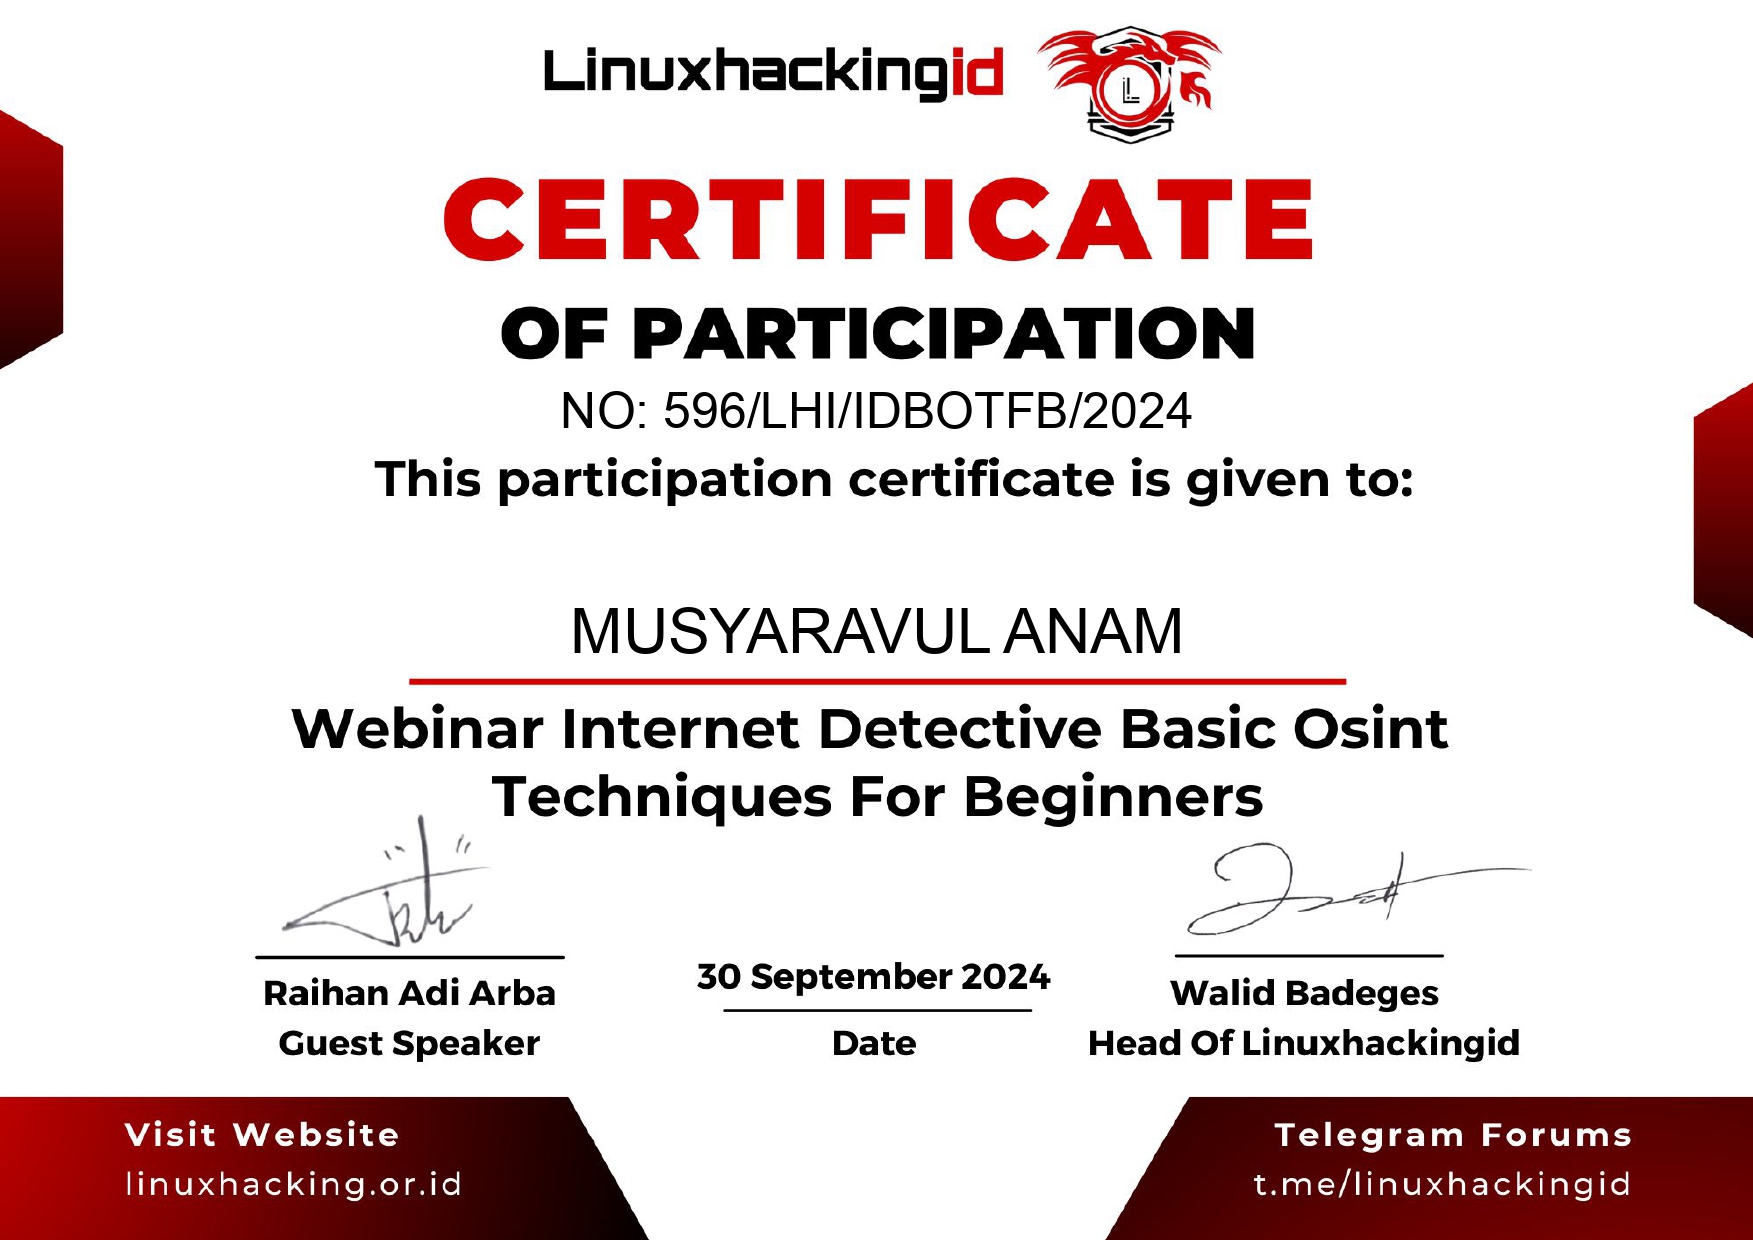 Linuxhackingid
L
CERTIFICATE
OF PARTICIPATION
NO: 596/LHI/IDBOTFB/2024
This participation certificate is given to:
MUSYARAVUL ANAM
Webinar Internet Detective Basic Osint
Techniques For Beginners
Raihan Adi Arba
Guest Speaker
30 September 2024
Date
Walid Badeges
Head Of Linuxhackingid
Visit Website
linuxhacking.or.id
Telegram Forums
t.me/linuxhackingid